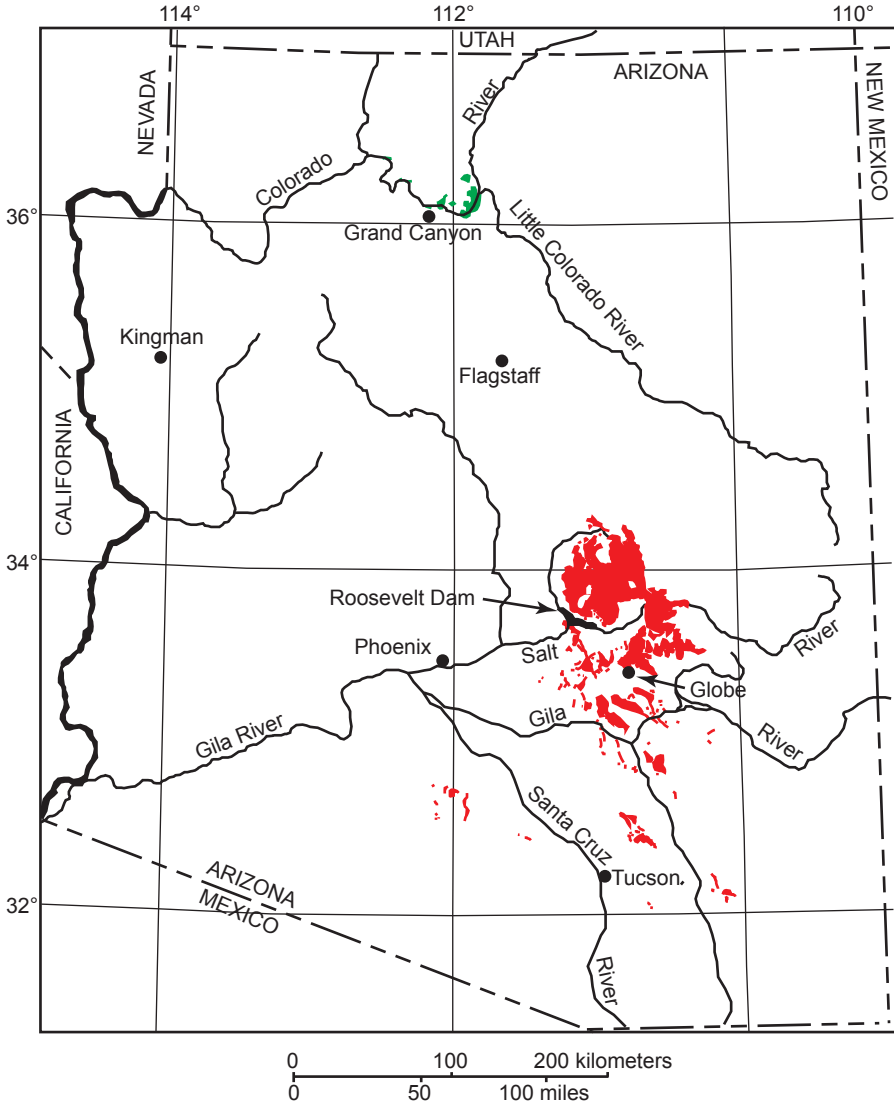 114° 112° 110°
UTAH
ARIZONA
NEVADA
NEW MEXICO
River
Colorado
36°
Grand Canyon
Little Colorado River
Kingman
Flagstaff
CALIFORNIA
34°
Roosevelt Dam
Phoenix
Salt
River
Globe
Gila
Gila River
River
Santa Cruz
Tucson
ARIZONA
MEXICO
32°
River
0 100 200 kilometers
0 50 100 miles